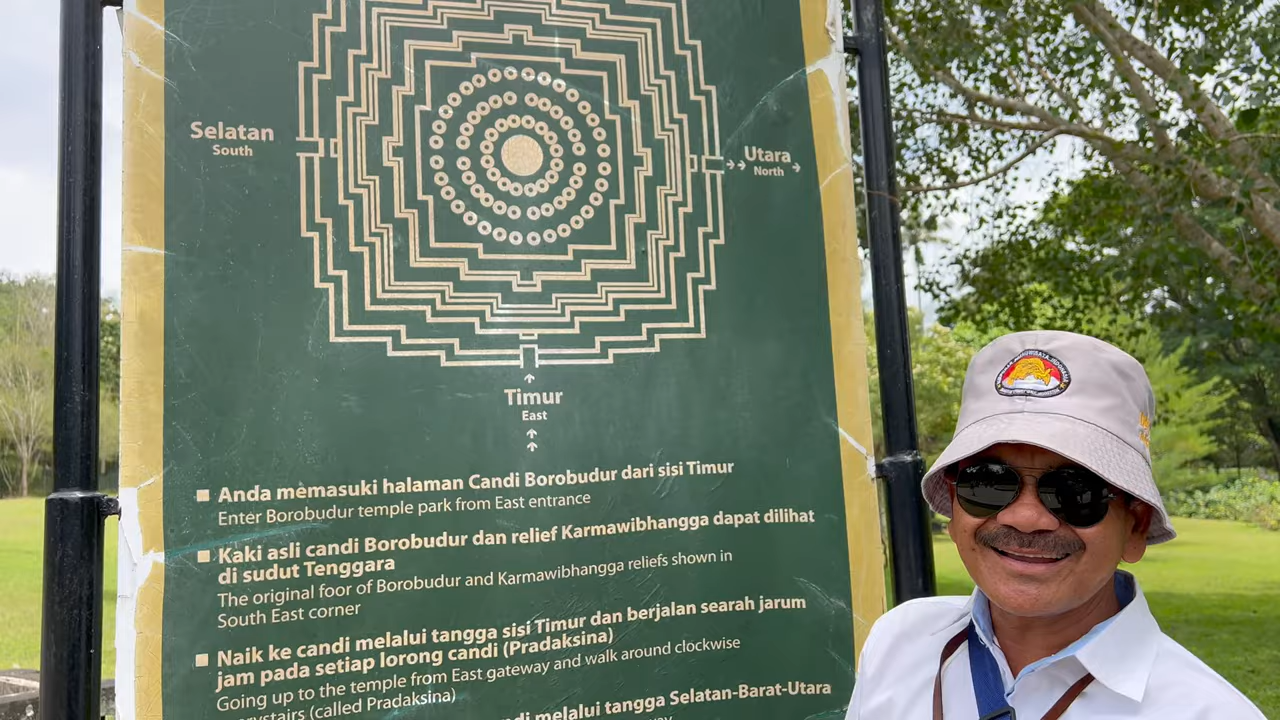 Selatan
South
Utara
North
Timur
East
Anda memasuki halaman Candi Borobudur dari sisi Timur
Enter Borobudur temple park from East entrance
Kaki asli candi Borobudur dan relief Karmawibhangga dapat dilihat
di sudut Tenggara
The original foor of Borobudur and Karmawibhangga reliefs shown in
South East corner
Naik ke candi melalui tangga sisi Timur dan berjalan searah jarum
jam pada setiap lorong candi (Pradaksina)
Going up to the temple from East gateway and walk around clockwise
(called Pradaksina)
melalui tangga Selatan-Barat-Utara